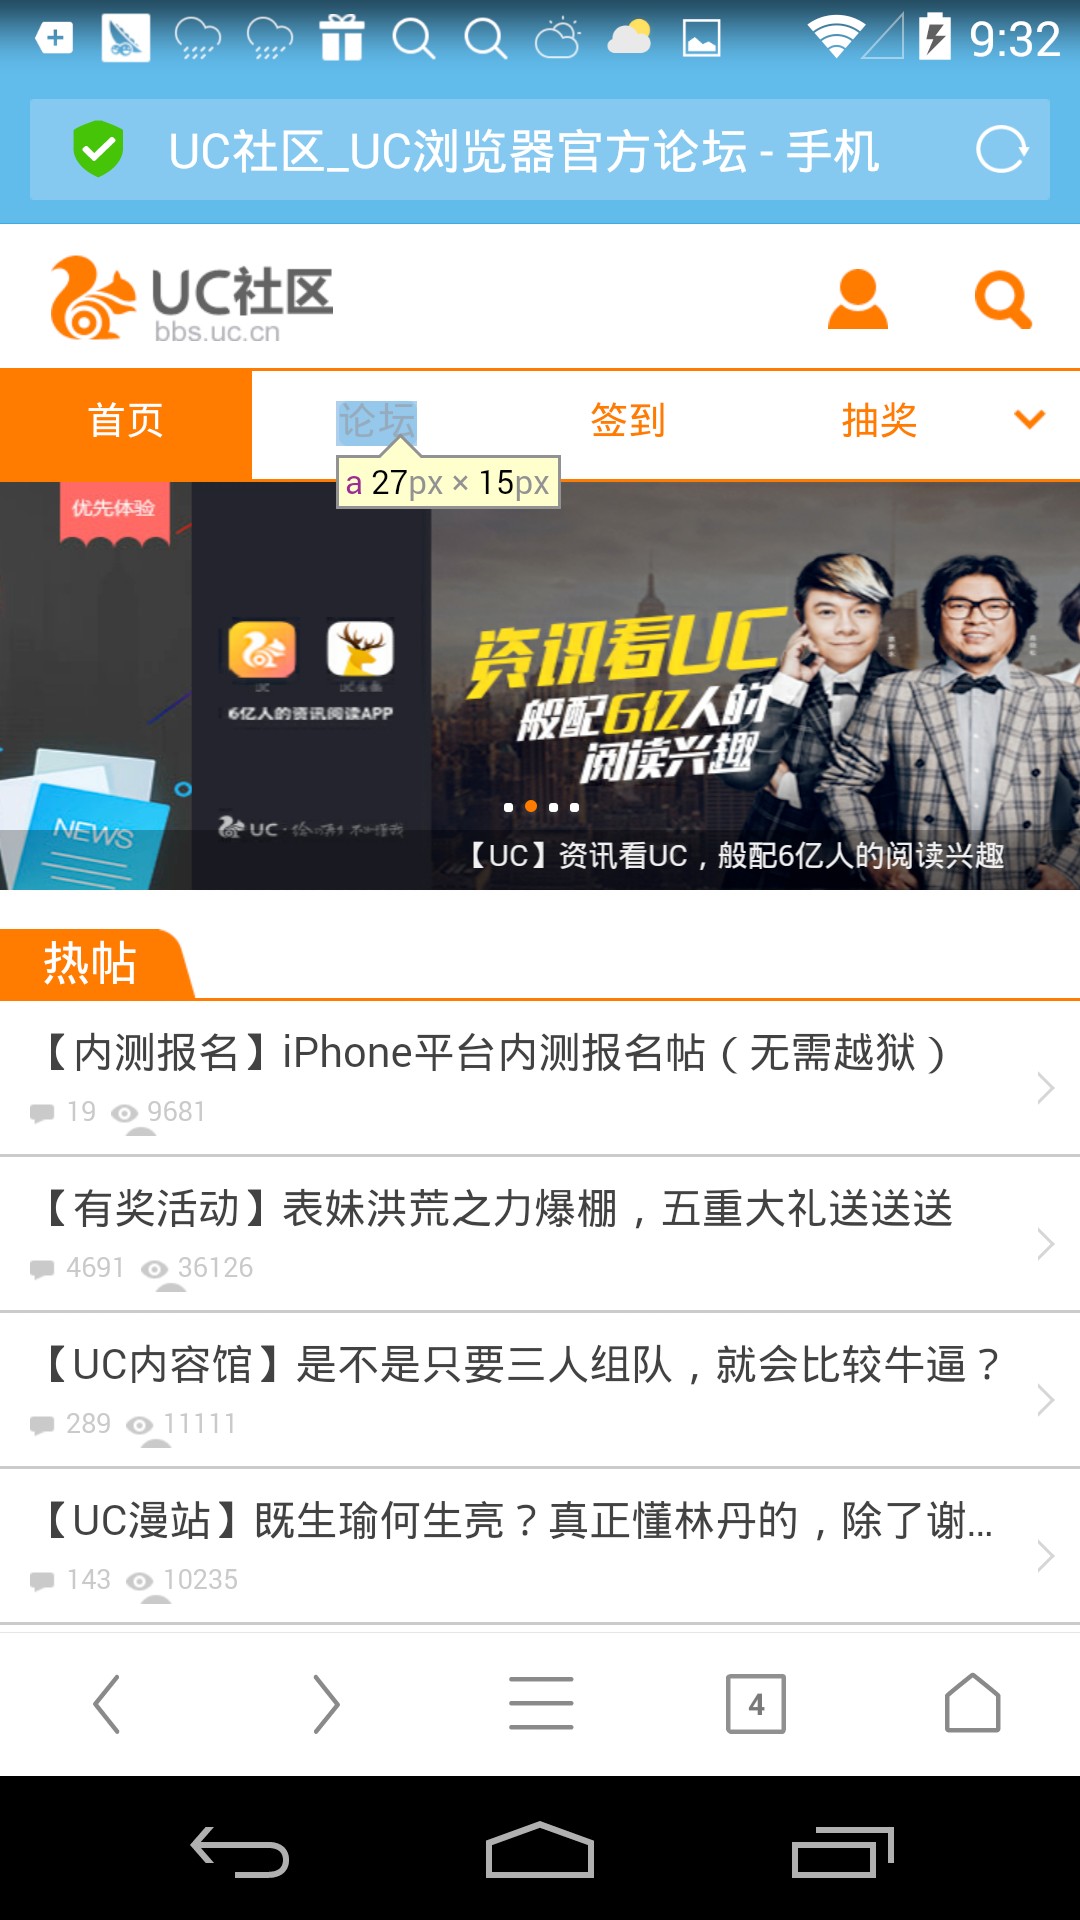 9:32
UC社区_UC浏览器官方论坛 - 手机
UC社区
bbs.uc.cn
首页
论坛
签到
抽奖
a 27px × 15px
优先体验
资讯看UC
般配6亿人的
阅读兴趣
6亿人的资讯阅读APP
NEWS
UC
【UC】资讯看UC，般配6亿人的阅读兴趣
热帖
【内测报名】iPhone平台内测报名帖（无需越狱）
19 9681
【有奖活动】表妹洪荒之力爆棚，五重大礼送送送
4691 36126
【UC内容馆】是不是只要三人组队，就会比较牛逼？
289 11111
【UC漫站】既生瑜何生亮？真正懂林丹的，除了谢...
143 10235
4